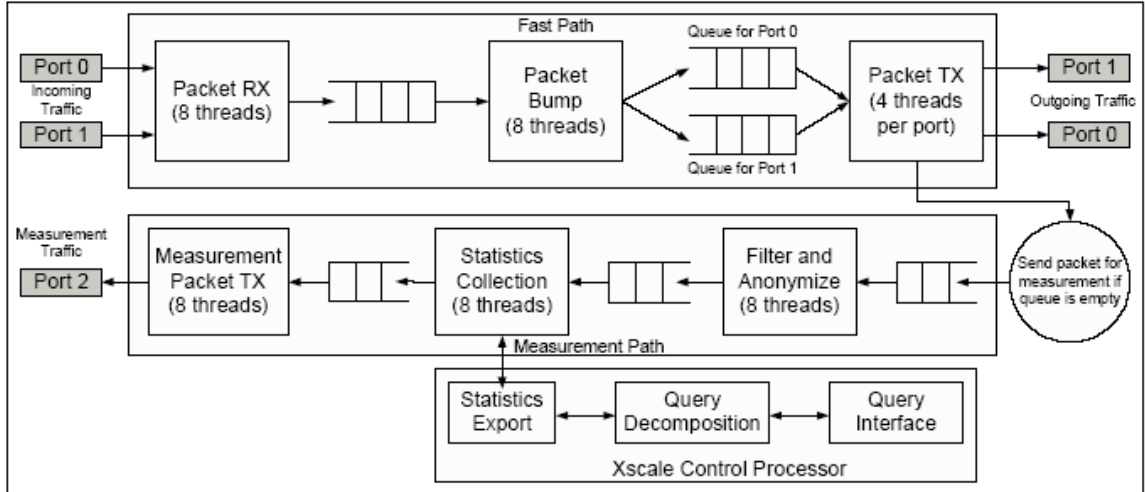 Fast Path
Queue for Port 0
Port 0
Incoming
Traffic
Port 1
Packet RX
(8 threads)
Packet
Bump
(8 threads)
Queue for Port 1
Packet TX
(4 threads
per port)
Port 1
Outgoing Traffic
Port 0
Measurement
Traffic
Port 2
Measurement
Packet TX
(8 threads)
Statistics
Collection
(8 threads)
Filter and
Anonymize
(8 threads)
Send packet for
measurement if
queue is empty
Measurement Path
Statistics
Export
Query
Decomposition
Query
Interface
Xscale Control Processor